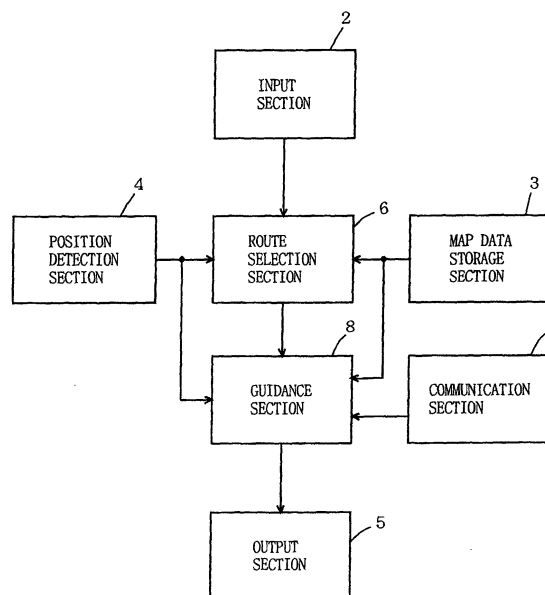 2
INPUT
SECTION
4
POSITION
DETECTION
SECTION
6
ROUTE
SELECTION
SECTION
3
MAP DATA
STORAGE
SECTION
8
GUIDANCE
SECTION
COMMUNICATION
SECTION
5
OUTPUT
SECTION